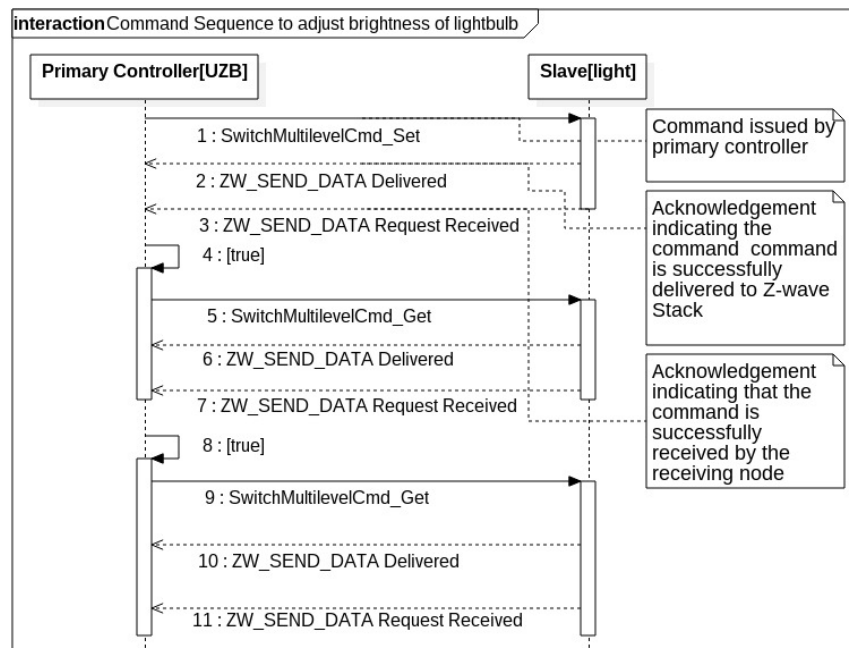 interaction Command Sequence to adjust brightness of lightbulb
Primary Controller[UZB]
Slave[light]
1 : SwitchMultilevelCmd_Set
2 : ZW_SEND_DATA Delivered
3 : ZW_SEND_DATA Request Received
4 : [true]
5 : SwitchMultilevelCmd_Get
6 : ZW_SEND_DATA Delivered
7 : ZW_SEND_DATA Request Received
8 : [true]
9 : SwitchMultilevelCmd_Get
10 : ZW_SEND_DATA Delivered
11 : ZW_SEND_DATA Request Received
Command issued by
primary controller
Acknowledgement
indicating the
command command
is successfully
delivered to Z-wave
Stack
Acknowledgement
indicating that the
command is
successfully
received by the
receiving node